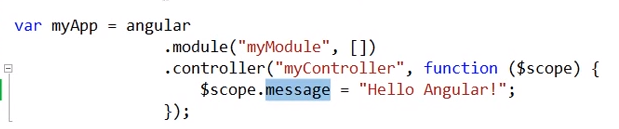 var myApp = angular
.module("myModule", [])
.controller("myController", function ($scope) {
$scope.message = "Hello Angular!";
});